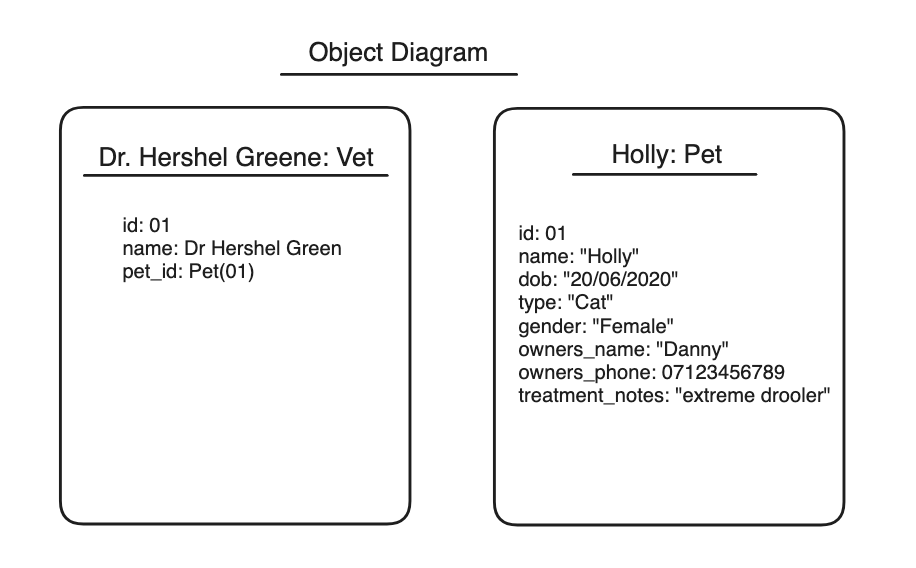 Object Diagram
Dr. Hershel Greene: Vet
id: 01
name: Dr Hershel Green
pet_id: Pet(01)
Holly: Pet
id: 01
name: "Holly"
dob: "20/06/2020"
type: "Cat"
gender: "Female"
owners_name: "Danny"
owners_phone: 07123456789
treatment_notes: "extreme drooler"